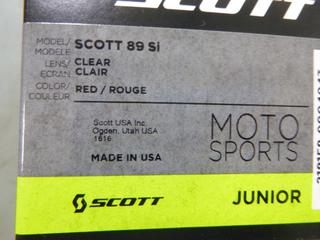 SCOTT
MODEL/ MODELE SCOTT 89 Si
LENS/ CLEAR
ECRAN CLAIR
COLOR/ COULEUR RED / ROUGE
Scott USA Inc.
Ogden, Utah USA
1616
MADE IN USA
MOTO
SPORTS
SCOTT JUNIOR